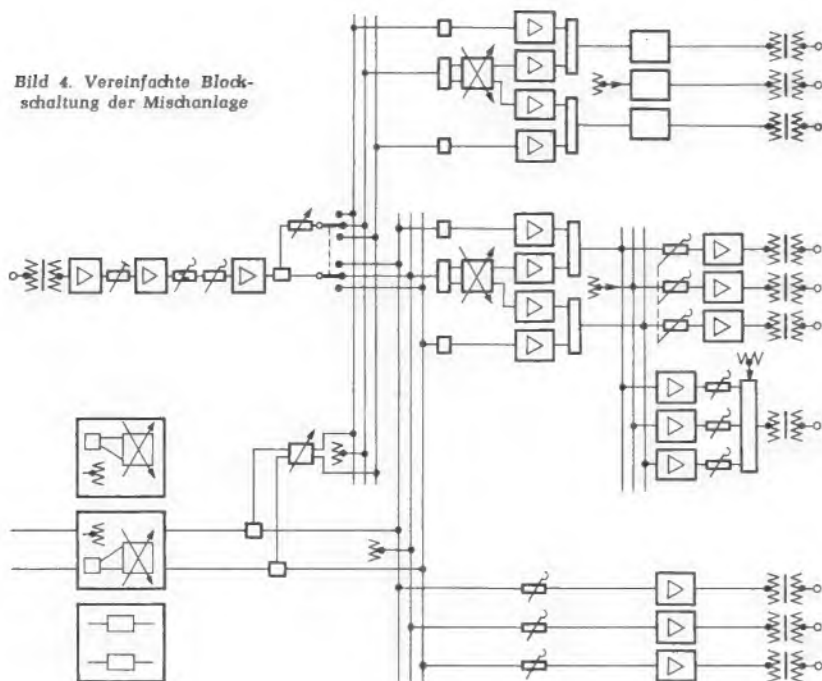 Bild 4. Vereinfachte Block-
schaltung der Mischanlage